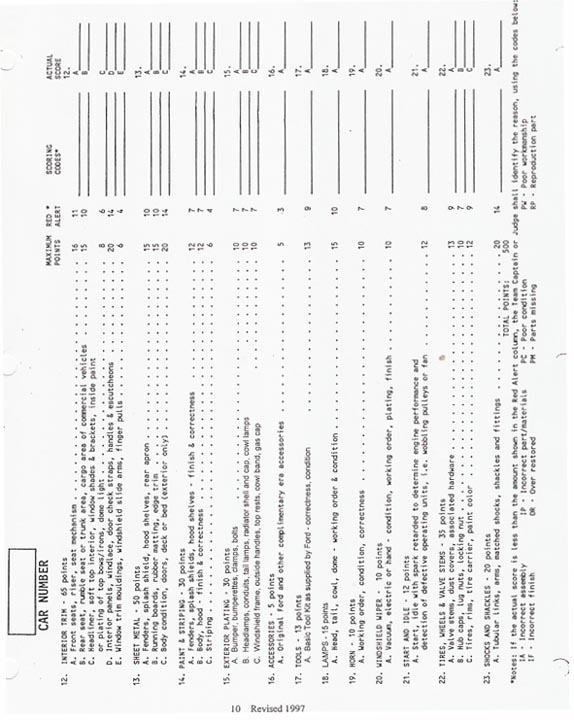 CAR NUMBER
MAXIMUM POINTS RED * ALERT SCORING CODES* ACTUAL SCORE
12. INTERIOR TRIM - 65 points 12.
A. Front seats, rise, seat mechanism at . . . 16 11 A
B. Rear seat, rumble seat or trunk area, cargo area of commercial vehicles 15 10 B
C. Headliner, soft top interior, window shades & brackets, inside paint
or plating of top bows/irons, dome light . . . 8 6 C
D. Interior panels, windlace, door check straps, handles & escutcheons 20 14 D
E. Window trim mouldings, windshield slide arms, finger pulls . . . 6 4 E
13. SHEET METAL - 50 points 13.
A. Fenders, splash shield, hood shelves, rear apron . . . 15 10 A
B. Running boards, rubber matting, edge trim . . . 15 10 B
C. Body condition, doors, deck or bed (exterior only) . . . 20 14 C
14. PAINT & STRIPING - 30 points 14.
A. Fenders, splash shields, hood shelves - finish & correctness . . . 12 7 A
B. Body, hood - finish & correctness . . . 12 7 B
C. Striping . . . 6 4 C
15. EXTERIOR PLATING - 30 points 15.
A. Bumper, bumperettes, clamps, bolts . . . 10 7 A
B. Headlamps, conduits, tail lamps, radiator shell and cap, cowl lamps 10 7 B
C. Windshield frame, outside handles, top rests, cowl band, gas cap 10 7 C
16. ACCESSORIES - 5 points 16.
A. Original Ford and other complimentary era accessories . . . 5 3 A
17. TOOLS - 13 points 17.
A. Basic Tool Kit as supplied by Ford - correctness, condition . . . 13 9 A
18. LAMPS - 15 points 18.
A. Head, tail, cowl, dome - working order & condition . . . 15 10 A
19. HORN - 10 points 19.
A. Working order, condition, correctness . . . 10 7 A
20. WINDSHIELD WIPER - 10 points 20.
A. Vacuum, electric or hand - condition, working order, plating, finish . . . 10 7 A
21. START AND IDLE - 12 points 21.
A. Start, idle with spark retarded to determine engine performance and
detection of defective operating units, i.e. wobbling pulleys or fan . . . 12 8 A
22. TIRES, WHEELS & VALVE STEMS - 35 points 22.
A. Valve stems, dust covers, associated hardware . . . 13 9 A
B. Hub caps, lug nuts, locking nut . . . 10 7 B
C. Tires, rims, tire carrier, paint color . . . 12 9 C
23. SHOCKS AND SHACKLES - 20 points 23.
A. Tubular links, arms, matched shocks, shackles and fittings . . . 20 14 A
TOTAL POINTS: 500
*Notes: If the actual score is less than the amount shown in the Red Alert column, the Team Captain or Judge shall identify the reason, using the codes below:
IA - Incorrect assembly IP - Incorrect part/materials PC - Poor condition PW - Poor workmanship
IF - Incorrect finish OR - Over restored PM - Parts missing RP - Reproduction part
10 Revised 1997